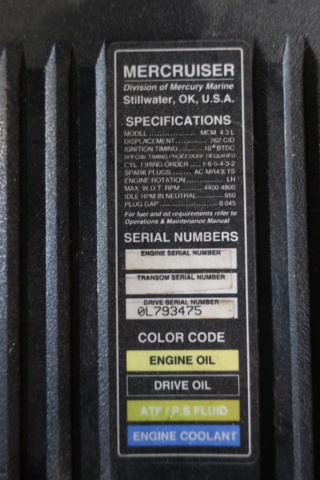 MERCRUISER
Division of Mercury Marine
Stillwater, OK, U.S.A.
SPECIFICATIONS
MODEL ................. MCM 4.3 L
DISPLACEMENT........... 262 CID
IGNITION TIMING .......... 10° BTDC
SPECIAL TIMING PROCEDURE REQUIRED
CYL. FIRING ORDER ..... 1-6-5-4-3-2
SPARK PLUGS ...... AC MR43LTS
ENGINE ROTATION............. LH
MAX. W.O.T. RPM ....... 4400-4800
IDLE RPM IN NEUTRAL .......... 650
PLUG GAP .................. 0.045
For fuel and oil requirements refer to
Operations & Maintenance Manual
SERIAL NUMBERS
ENGINE SERIAL NUMBER
TRANSOM SERIAL NUMBER
DRIVE SERIAL NUMBER
0L793475
COLOR CODE
ENGINE OIL
DRIVE OIL
ATF / P.S FLUID
ENGINE COOLANT